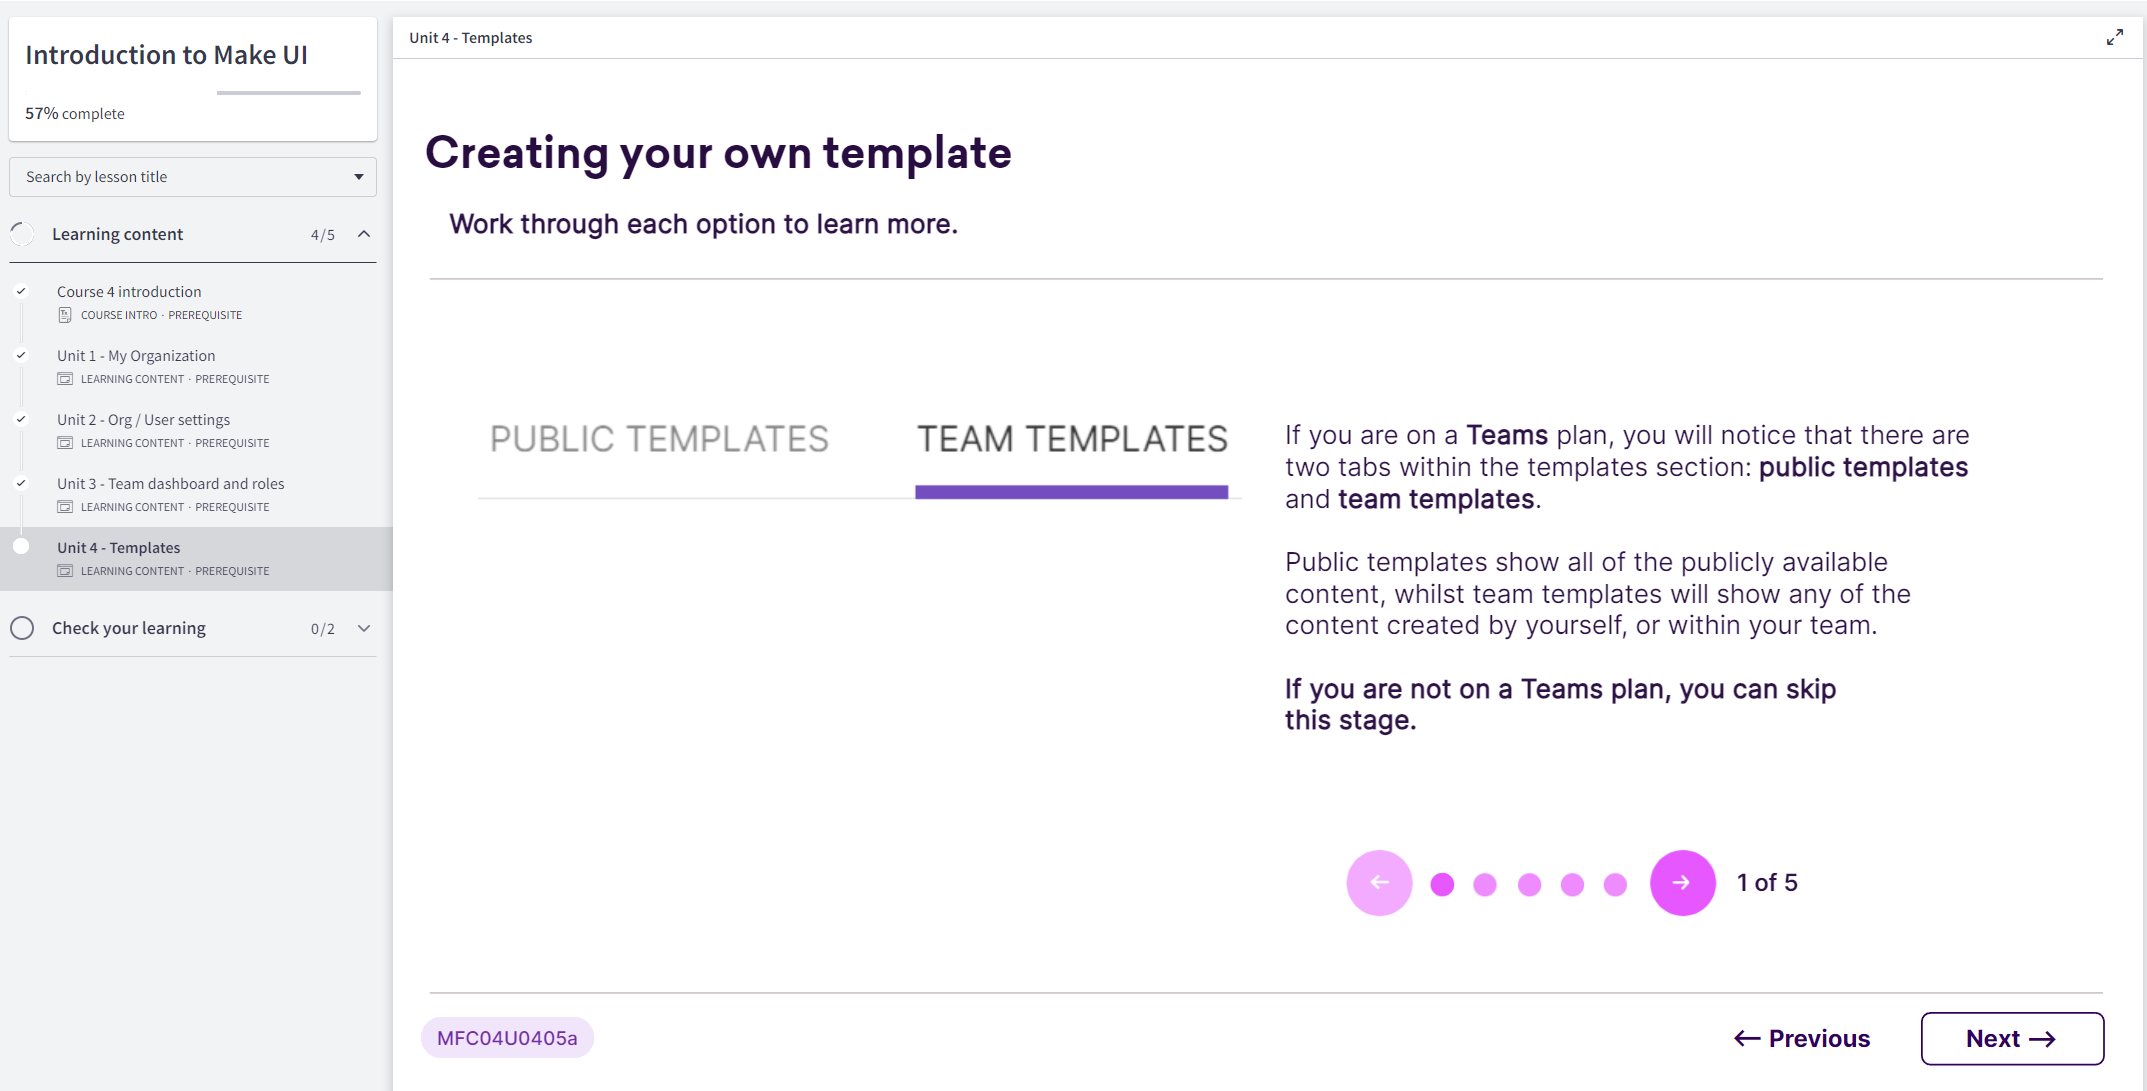 Introduction to Make UI
57% complete
Search by lesson title
Learning content 4/5
Course 4 introduction
COURSE INTRO · PREREQUISITE
Unit 1 - My Organization
LEARNING CONTENT · PREREQUISITE
Unit 2 - Org / User settings
LEARNING CONTENT · PREREQUISITE
Unit 3 - Team dashboard and roles
LEARNING CONTENT · PREREQUISITE
Unit 4 - Templates
LEARNING CONTENT · PREREQUISITE
Check your learning 0/2
Unit 4 - Templates
Creating your own template
Work through each option to learn more.
PUBLIC TEMPLATES TEAM TEMPLATES
If you are on a Teams plan, you will notice that there are
two tabs within the templates section: public templates
and team templates.
Public templates show all of the publicly available
content, whilst team templates will show any of the
content created by yourself, or within your team.
If you are not on a Teams plan, you can skip
this stage.
1 of 5
MFC04U0405a
← Previous
Next →